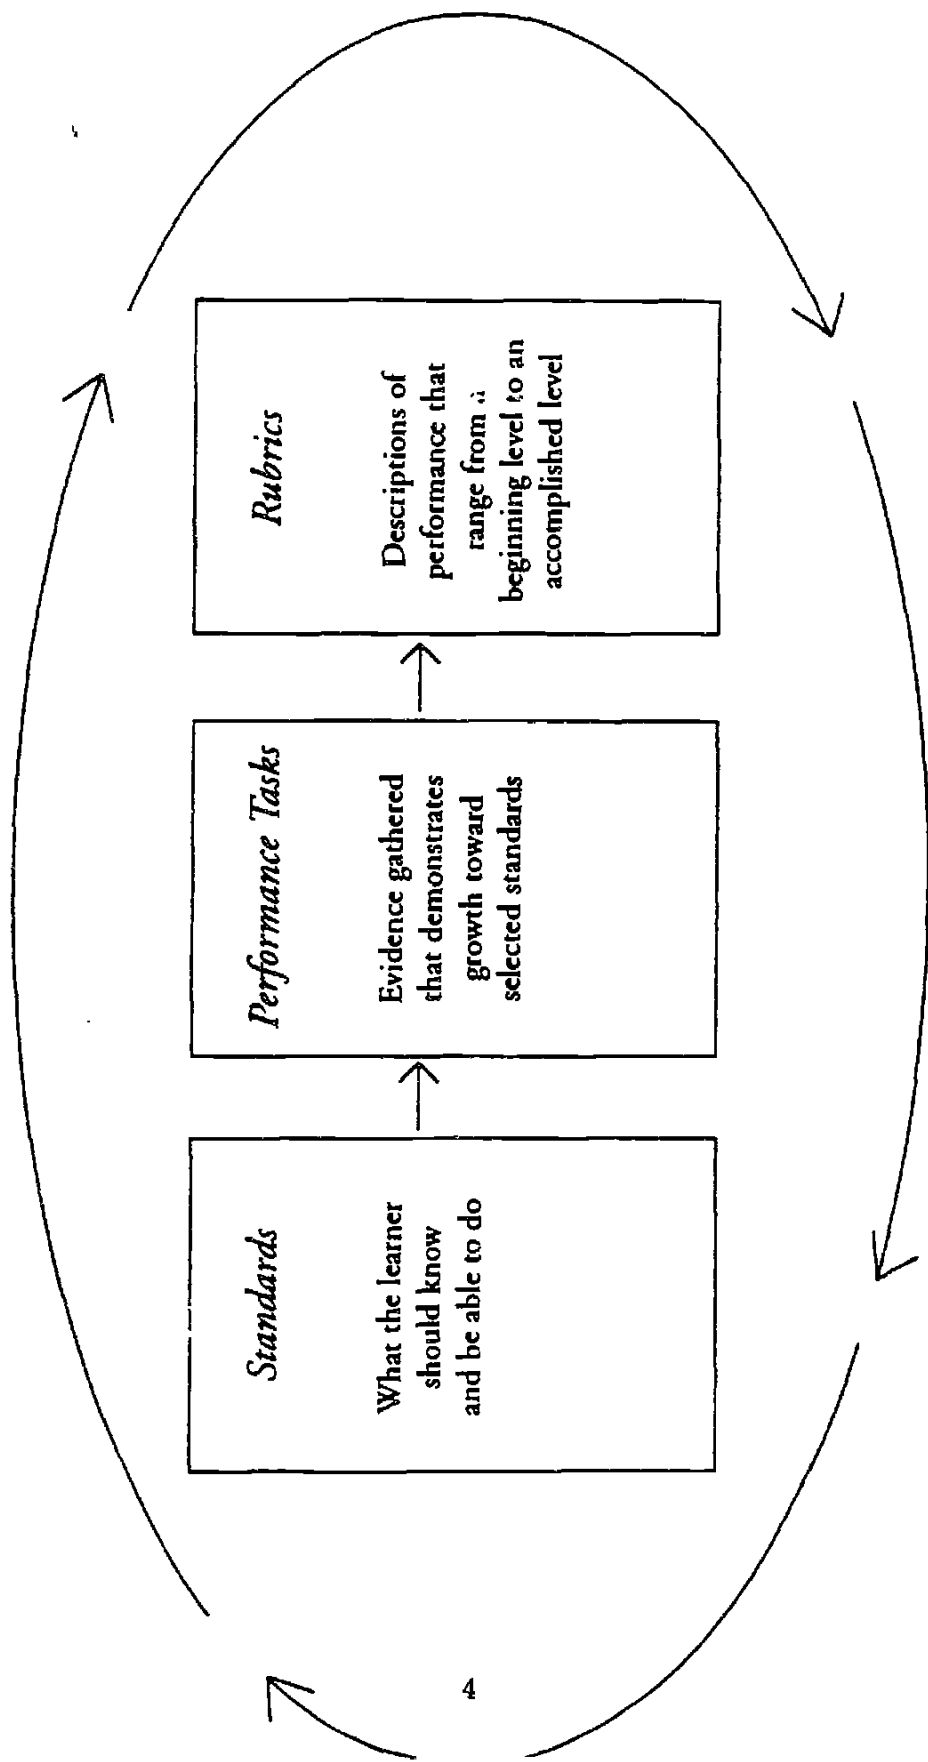 Standards
What the learner
should know
and be able to do
Performance Tasks
Evidence gathered
that demonstrates
growth toward
selected standards
Rubrics
Descriptions of
performance that
range from a
beginning level to an
accomplished level
4